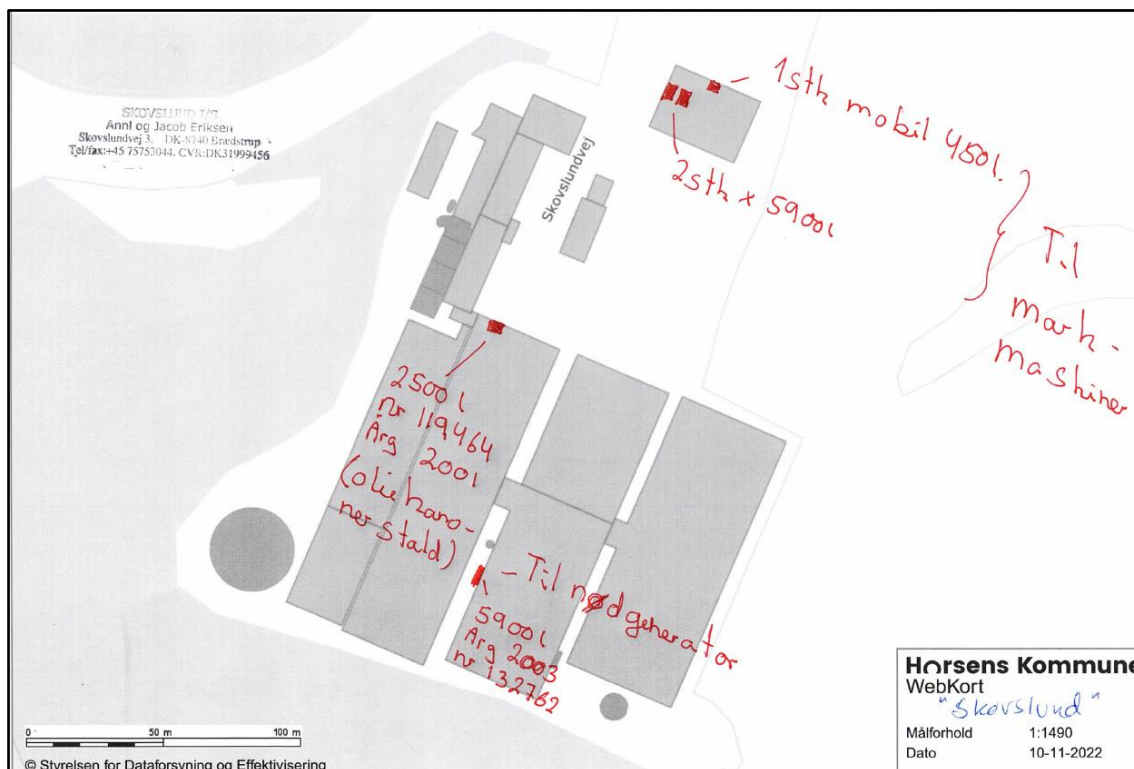 SKOVSLUND I/S
Anni og Jacob Eriksen
Skovslundvej 3. DK-8740 Brædstrup
Tel/fax:+45 75753044. CVR:DK31999456
1stk mobil 450l.
2stk x 5900l
Til
mark-
maskiner
Skovslundvej
2500 l
nr 119464
Årg 2001
(olie kano-
ner stald)
- Til nødgenerator
5900l
Årg 2003
nr 132762
Horsens Kommune
WebKort
"Skovslund"
Målforhold 1:1490
Dato 10-11-2022
0 50 m 100 m
© Styrelsen for Dataforsyning og Effektivisering